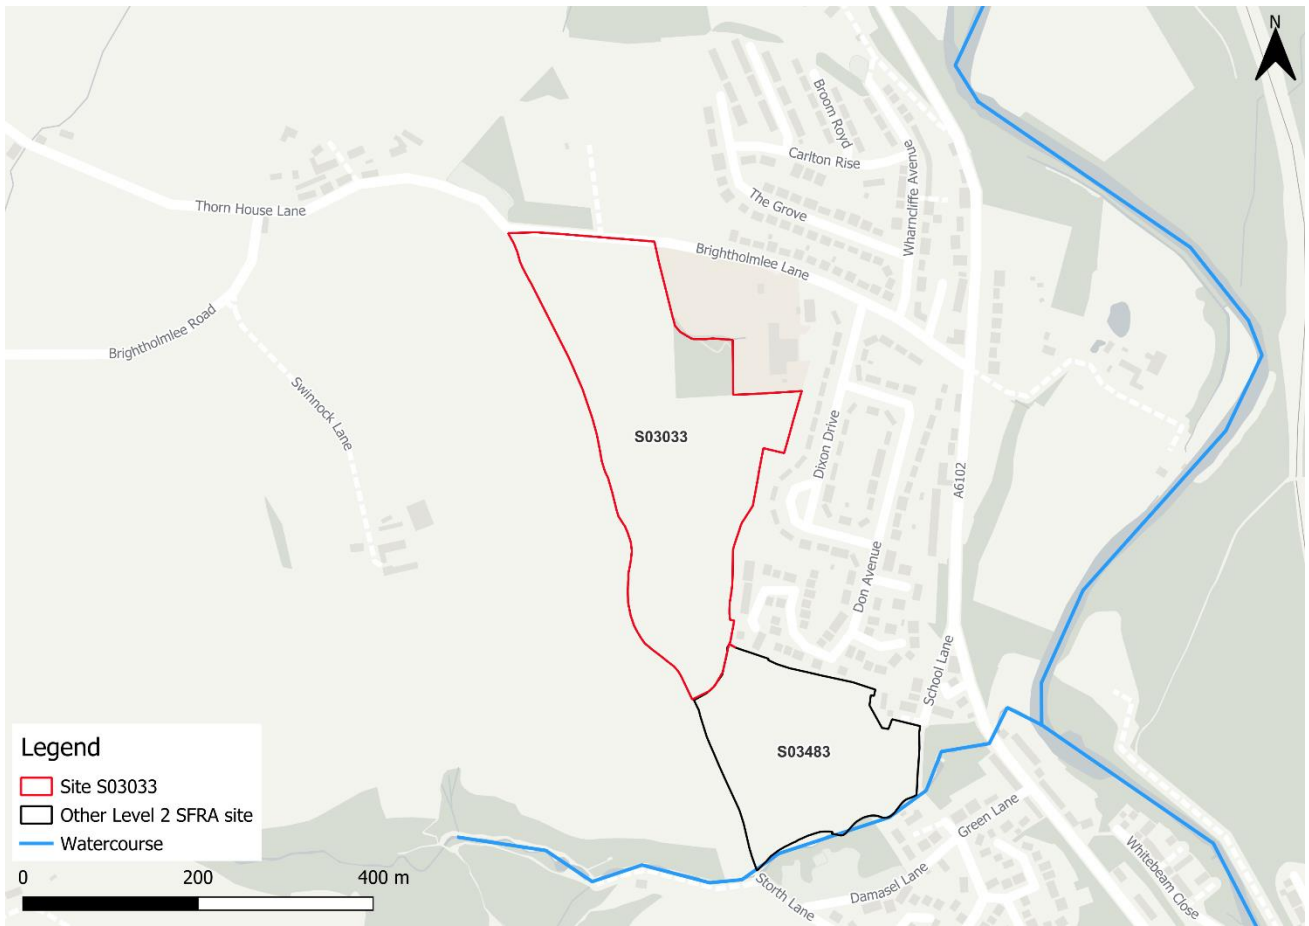 N
Broom Royd
Carlton Rise
Wharncliffe Avenue
The Grove
Thorn House Lane
Brightholmlee Lane
Brightholmlee Road
Swinnock Lane
S03033
Dixon Drive
A6102
Don Avenue
School Lane
S03483
Green Lane
Damasel Lane
Storth Lane
Whitebeam Close
Legend
Site S03033
Other Level 2 SFRA site
Watercourse
0 200 400 m